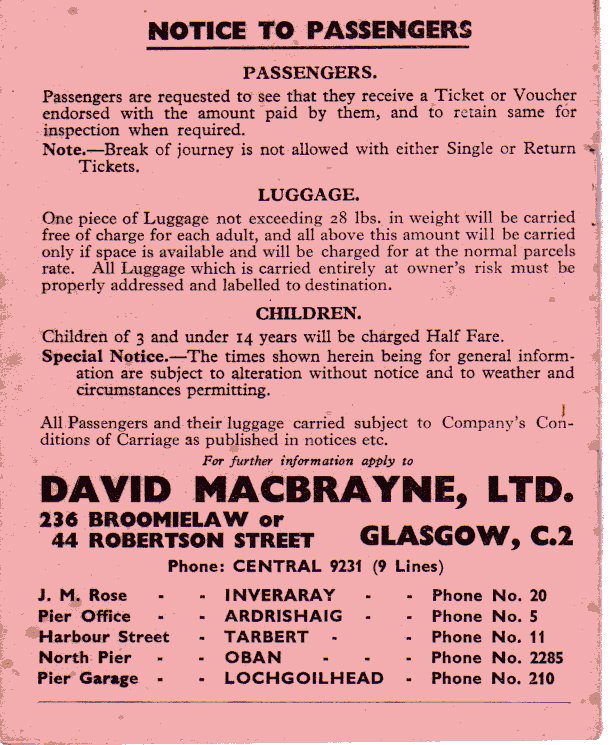 NOTICE TO PASSENGERS
PASSENGERS.
Passengers are requested to see that they receive a Ticket or Voucher
endorsed with the amount paid by them, and to retain same for
inspection when required.
Note.—Break of journey is not allowed with either Single or Return
Tickets.
LUGGAGE.
One piece of Luggage not exceeding 28 lbs. in weight will be carried
free of charge for each adult, and all above this amount will be carried
only if space is available and will be charged for at the normal parcels
rate. All Luggage which is carried entirely at owner's risk must be
properly addressed and labelled to destination.
CHILDREN.
Children of 3 and under 14 years will be charged Half Fare.
Special Notice.—The times shown herein being for general inform-
ation are subject to alteration without notice and to weather and
circumstances permitting.
All Passengers and their luggage carried subject to Company's Con-
ditions of Carriage as published in notices etc.
For further information apply to
DAVID MACBRAYNE, LTD.
236 BROOMIELAW or
44 ROBERTSON STREET GLASGOW, C.2
Phone: CENTRAL 9231 (9 Lines)
J. M. Rose - - INVERARAY - - Phone No. 20
Pier Office - - ARDRISHAIG - - Phone No. 5
Harbour Street - TARBERT - - Phone No. 11
North Pier - - OBAN - - - Phone No. 2285
Pier Garage - - LOCHGOILHEAD - Phone No. 210